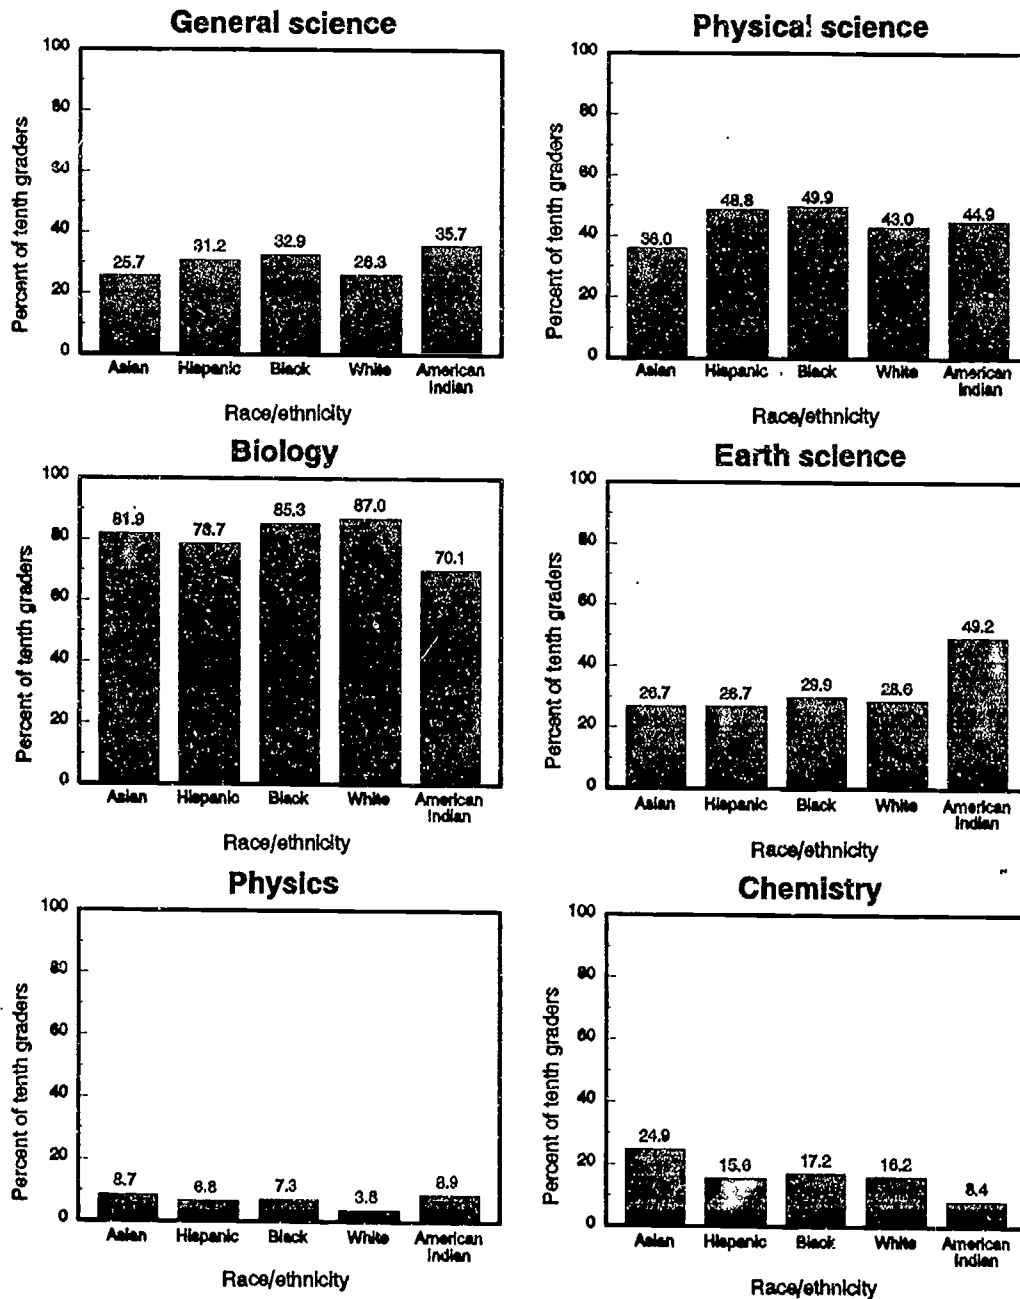 General science
100
80
60
40
20
0
Percent of tenth graders
25.7
31.2
32.9
26.3
35.7
Asian Hispanic Black White American Indian
Race/ethnicity
Physical science
100
80
60
40
20
0
Percent of tenth graders
36.0
48.8
49.9
43.0
44.9
Asian Hispanic Black White American Indian
Race/ethnicity
Biology
100
80
60
40
20
0
Percent of tenth graders
81.9
78.7
85.3
87.0
70.1
Asian Hispanic Black White American Indian
Race/ethnicity
Earth science
100
80
60
40
20
0
Percent of tenth graders
26.7
26.7
29.9
28.6
49.2
Asian Hispanic Black White American Indian
Race/ethnicity
Physics
100
80
60
40
20
0
Percent of tenth graders
8.7
6.8
7.3
3.8
8.9
Asian Hispanic Black White American Indian
Race/ethnicity
Chemistry
100
80
60
40
20
0
Percent of tenth graders
24.9
15.6
17.2
16.2
8.4
Asian Hispanic Black White American Indian
Race/ethnicity